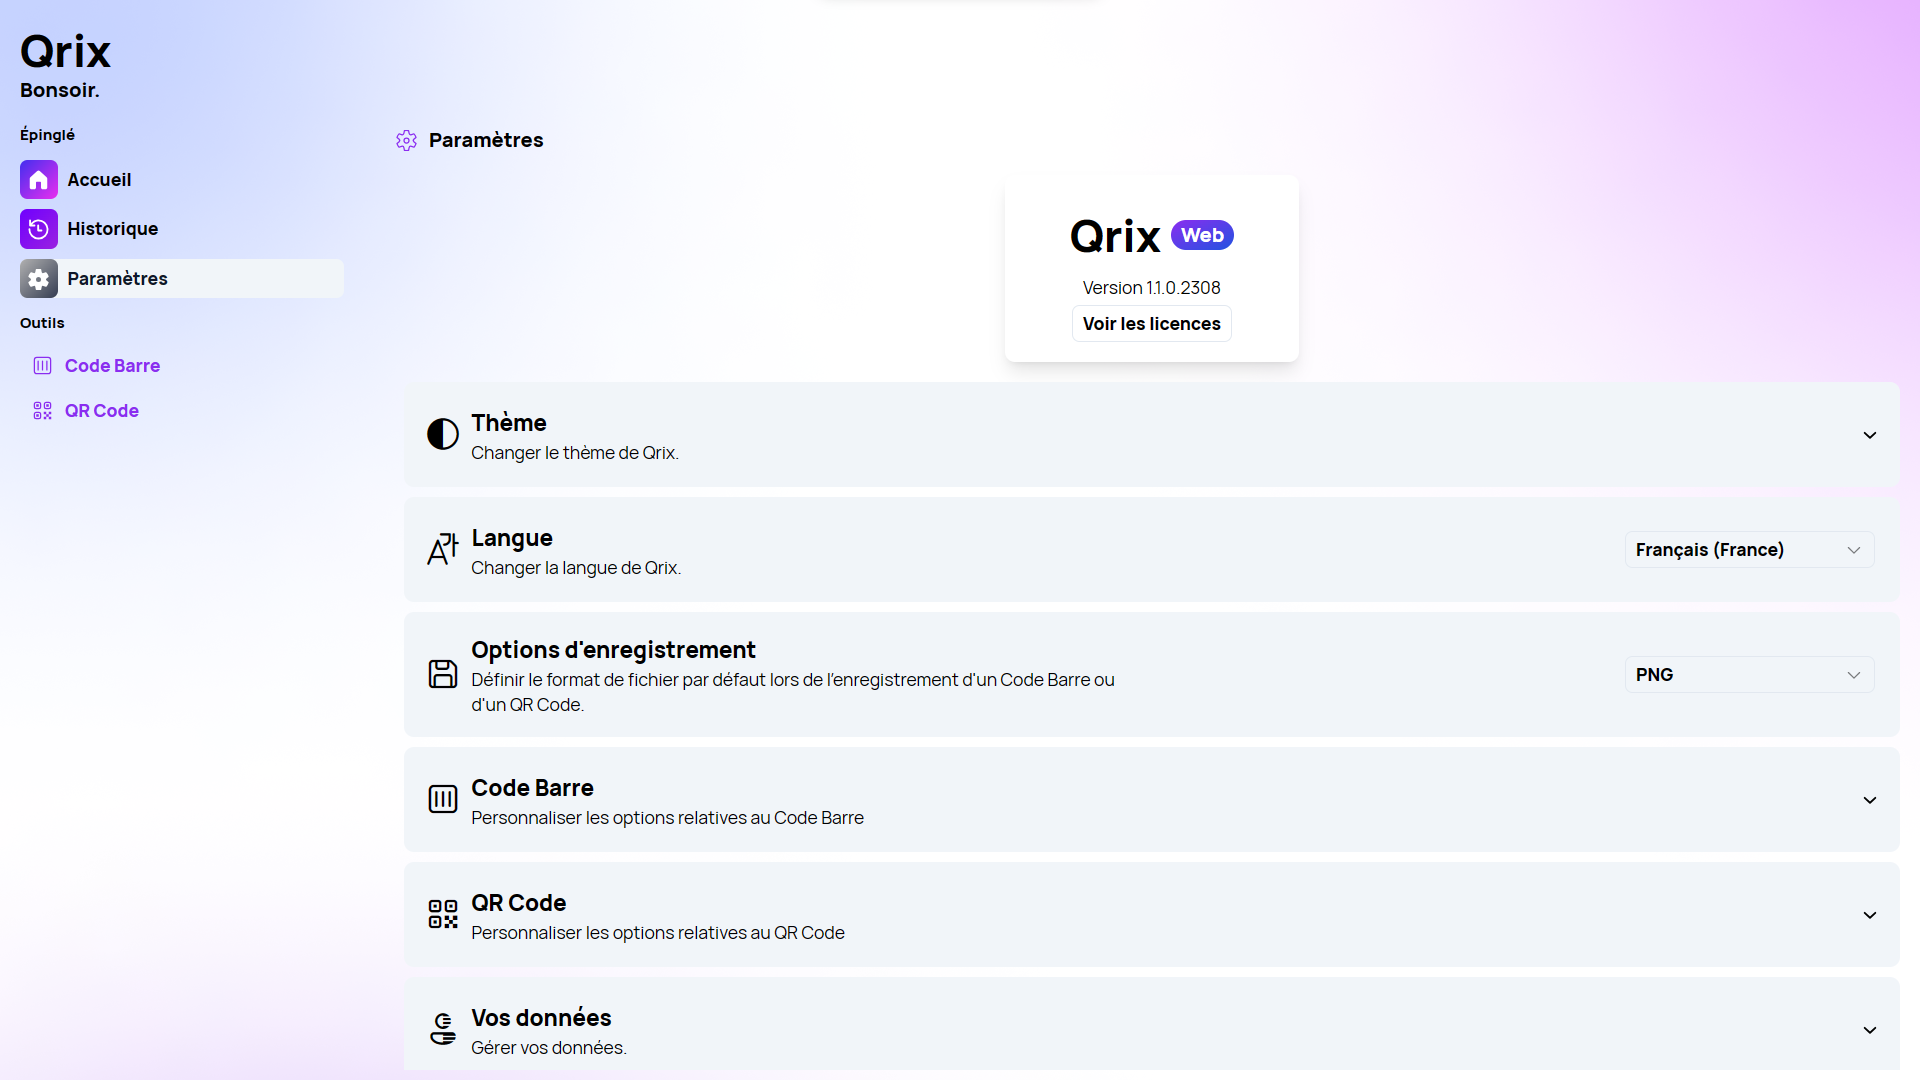 Qrix
Bonsoir.
Épinglé
Accueil
Historique
Paramètres
Outils
Code Barre
QR Code
Paramètres
Qrix Web
Version 1.1.0.2308
Voir les licences
Thème
Changer le thème de Qrix.
Langue
Changer la langue de Qrix.
Français (France)
Options d'enregistrement
Définir le format de fichier par défaut lors de l'enregistrement d'un Code Barre ou
d'un QR Code.
PNG
Code Barre
Personnaliser les options relatives au Code Barre
QR Code
Personnaliser les options relatives au QR Code
Vos données
Gérer vos données.